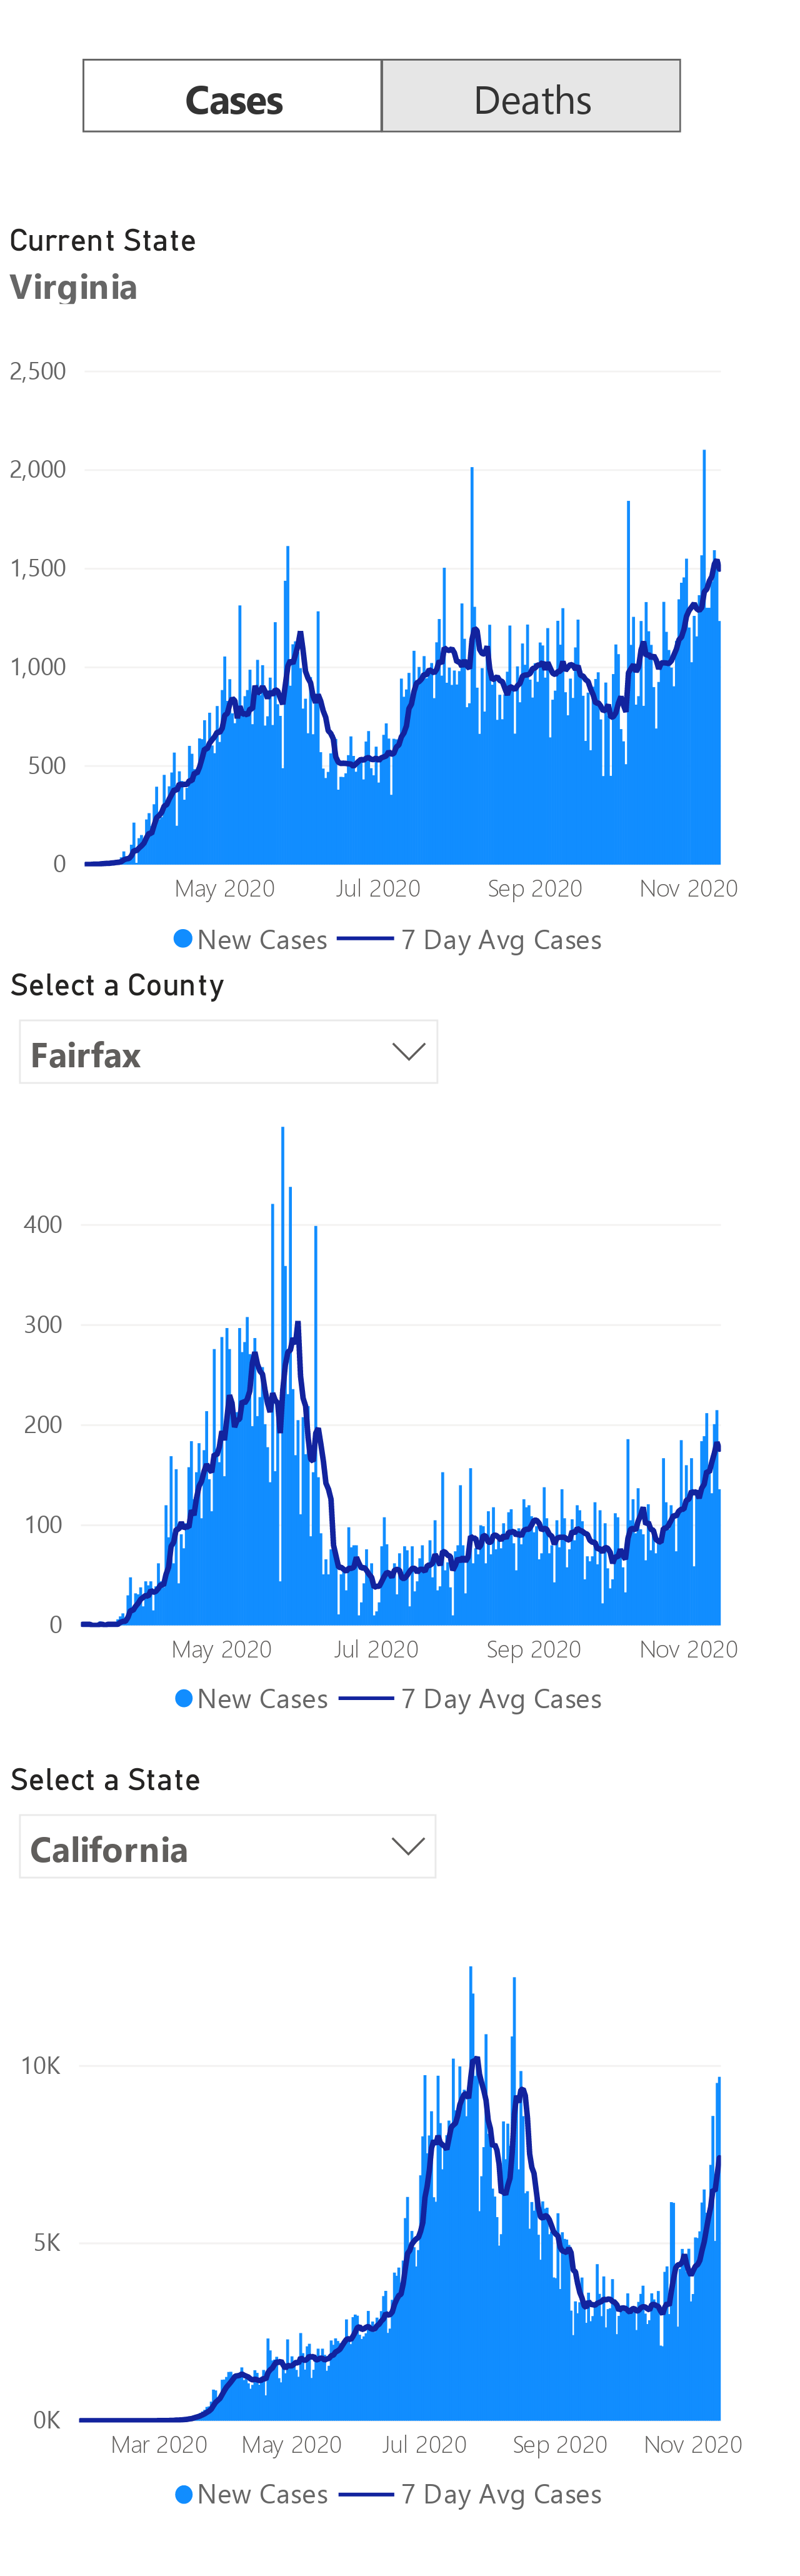 Cases Deaths
Current State
Virginia
2,500
2,000
1,500
1,000
500
0
May 2020 Jul 2020 Sep 2020 Nov 2020
New Cases 7 Day Avg Cases
Select a County
Fairfax
400
300
200
100
0
May 2020 Jul 2020 Sep 2020 Nov 2020
New Cases 7 Day Avg Cases
Select a State
California
10K
5K
0K
Mar 2020 May 2020 Jul 2020 Sep 2020 Nov 2020
New Cases 7 Day Avg Cases